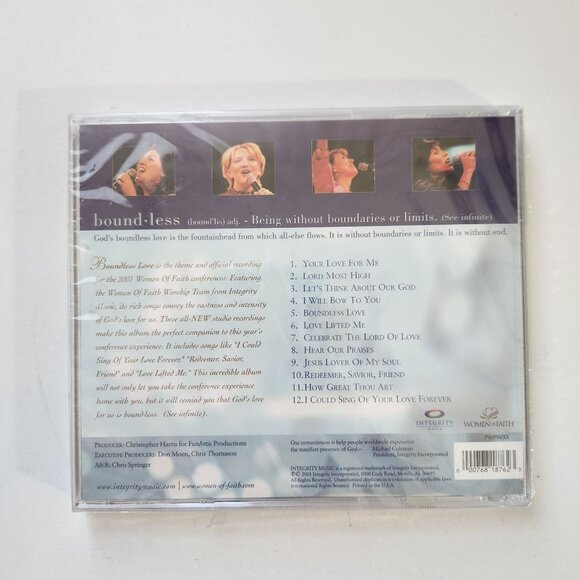 bound·less (bound'lis) adj. - Being without boundaries or limits. (See infinite)
God's boundless love is the fountainhead from which all-else flows. It is without boundaries or limits. It is without end.
Boundless Love is the theme and official recording
for the 2001 Women Of Faith conferences. Featuring
the Women Of Faith Worship Team from Integrity
Music, its rich songs convey the vastness and intensity
of God's love for us. These all-NEW studio recordings
make this album the perfect companion to this year's
conference experience. It includes songs like "I Could
Sing Of Your Love Forever," "Redeemer, Savior,
Friend" and "Love Lifted Me." This incredible album
will not only let you take the conference experience
home with you, but it will remind you that God's love
for us is bound-less. (See infinite).
1. Your Love For Me
2. Lord Most High
3. Let's Think About Our God
4. I Will Bow To You
5. Boundless Love
6. Love Lifted Me
7. Celebrate The Lord Of Love
8. Hear Our Praises
9. Jesus Lover Of My Soul
10. Redeemer, Savior, Friend
11. How Great Thou Art
12. I Could Sing Of Your Love Forever
INTEGRITY
MUSIC
WOMEN OF FAITH
Producer: Christopher Harris for FunAttic Productions
Executive Producers: Don Moen, Chris Thomason
A&R: Chris Springer
www.integritymusic.com | www.women-of-faith.com
Our commitment is help people worldwide experience
the manifest presence of God.–
Michael Coleman
President, Integrity Incorporated
INTEGRITY MUSIC is a registered trademark of Integrity Incorporated.
℗© 2001 Integrity Incorporated, 1000 Cody Road, Mobile, AL 36695.
All Rights Reserved. Unauthorized duplication is a violation of applicable laws.
International Rights Secured. Printed in the U.S.A.
0 00768 18762 3